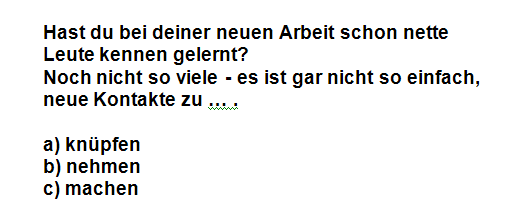 Hast du bei deiner neuen Arbeit schon nette
Leute kennen gelernt?
Noch nicht so viele - es ist gar nicht so einfach,
neue Kontakte zu ... .
a) knüpfen
b) nehmen
c) machen